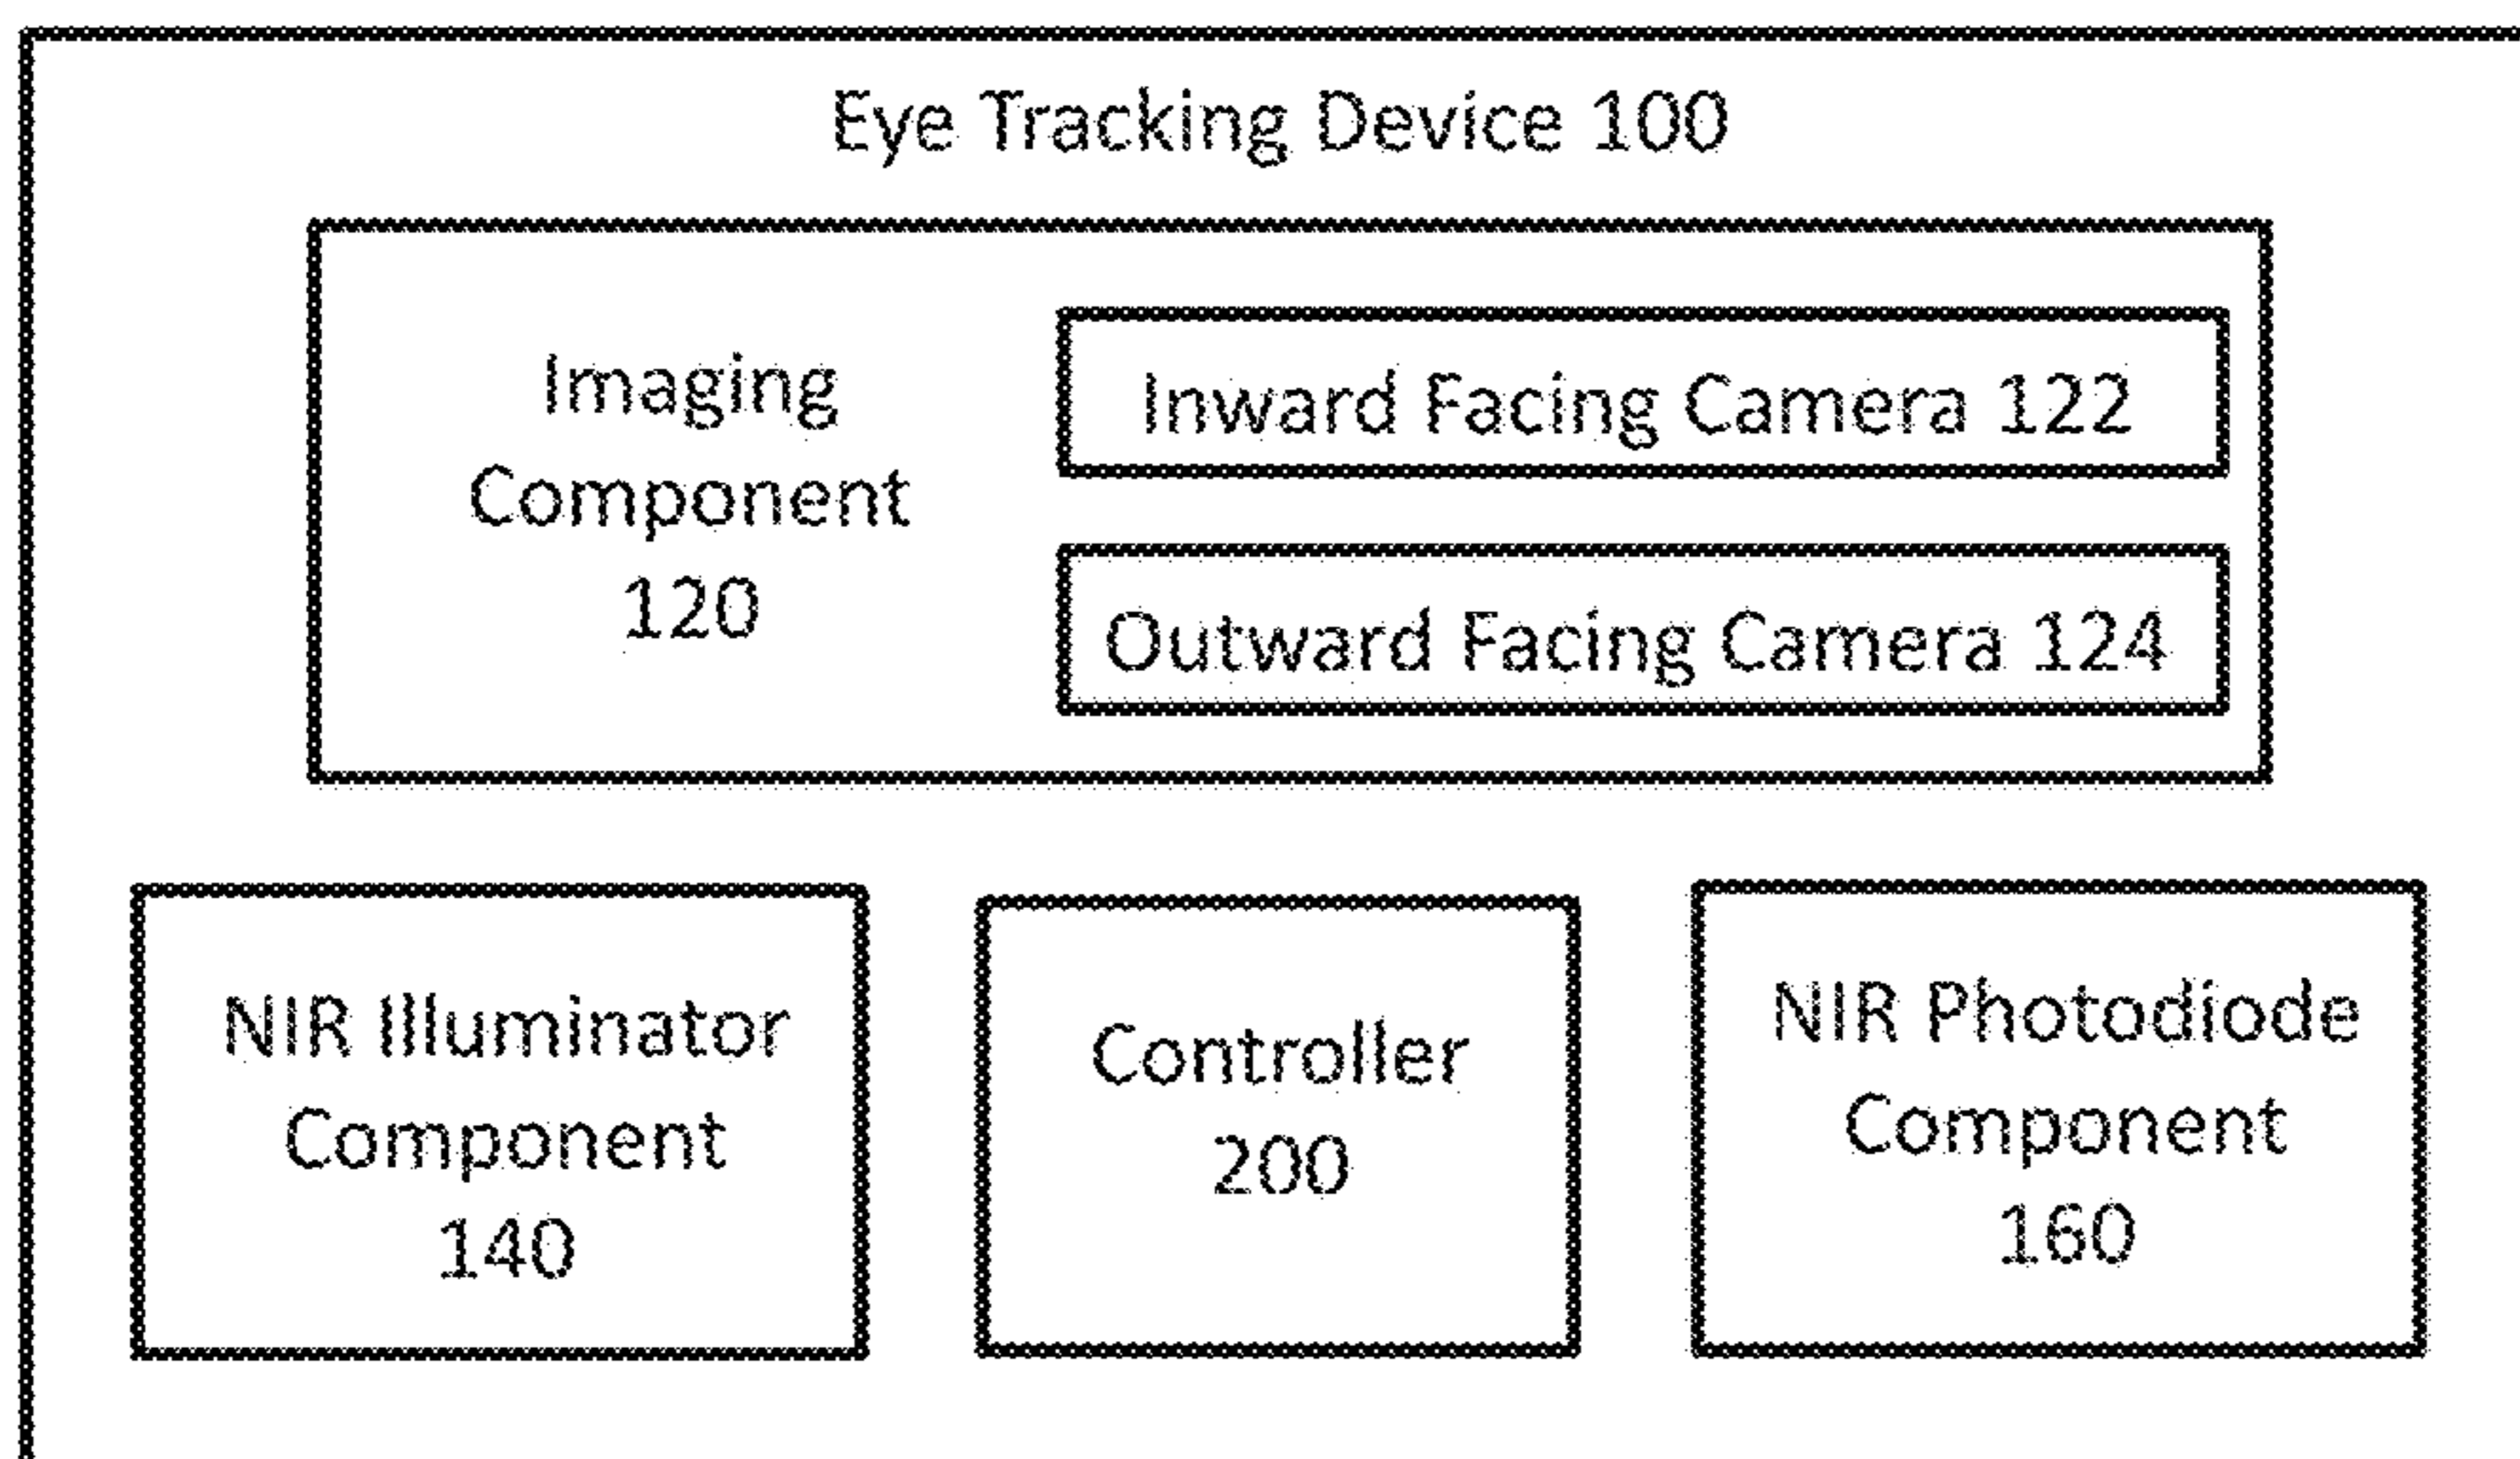 Eye Tracking Device 100
Imaging
Component
120
Inward Facing Camera 122
Outward Facing Camera 124
NIR Illuminator
Component
140
Controller
200
NIR Photodiode
Component
160